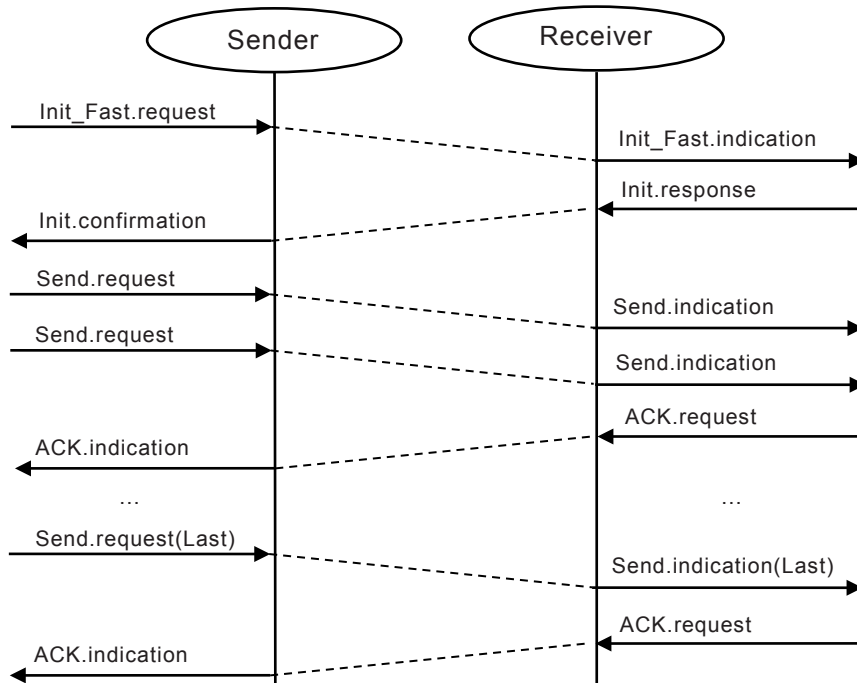 Sender
Receiver
Init_Fast.request
Init_Fast.indication
Init.response
Init.confirmation
Send.request
Send.indication
Send.request
Send.indication
ACK.request
ACK.indication
...
...
Send.request(Last)
Send.indication(Last)
ACK.request
ACK.indication